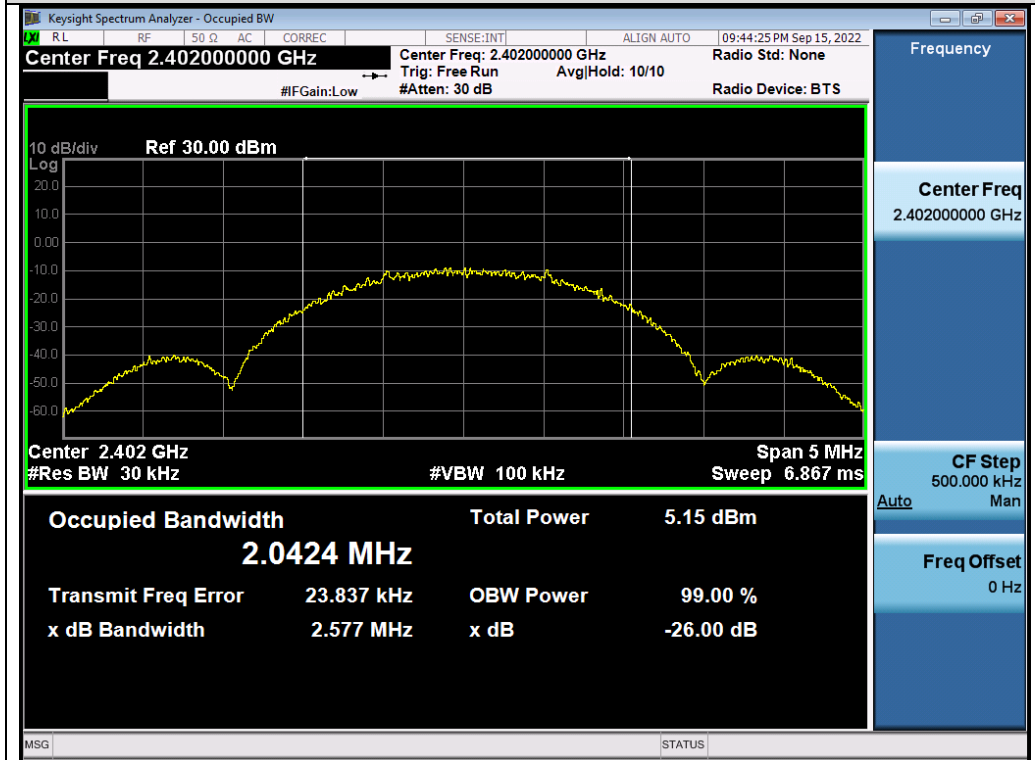 Keysight Spectrum Analyzer - Occupied BW
LXI RL RF 50 Ω AC CORREC SENSE:INT ALIGN AUTO 09:44:25 PM Sep 15, 2022
Center Freq 2.402000000 GHz
Center Freq: 2.402000000 GHz Radio Std: None
Trig: Free Run Avg|Hold: 10/10
#IFGain:Low #Atten: 30 dB Radio Device: BTS
Frequency
10 dB/div Ref 30.00 dBm
Log
20.0
10.0
0.00
-10.0
-20.0
-30.0
-40.0
-50.0
-60.0
Center 2.402 GHz Span 5 MHz
#Res BW 30 kHz #VBW 100 kHz Sweep 6.867 ms
Center Freq
2.402000000 GHz
CF Step
500.000 kHz
Auto Man
Freq Offset
0 Hz
Occupied Bandwidth Total Power 5.15 dBm
2.0424 MHz
Transmit Freq Error 23.837 kHz OBW Power 99.00 %
x dB Bandwidth 2.577 MHz x dB -26.00 dB
MSG STATUS